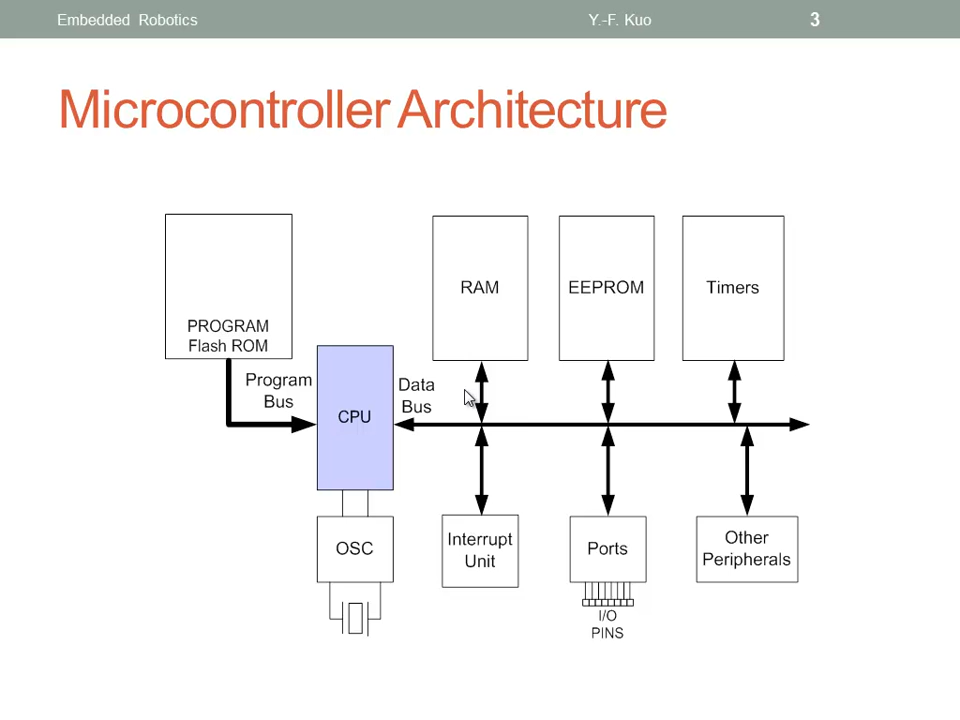 Embedded Robotics
Y.-F. Kuo
3
Microcontroller Architecture
PROGRAM
Flash ROM
RAM
EEPROM
Timers
Program
Bus
CPU
Data
Bus
OSC
Interrupt
Unit
Ports
Other
Peripherals
I/O
PINS